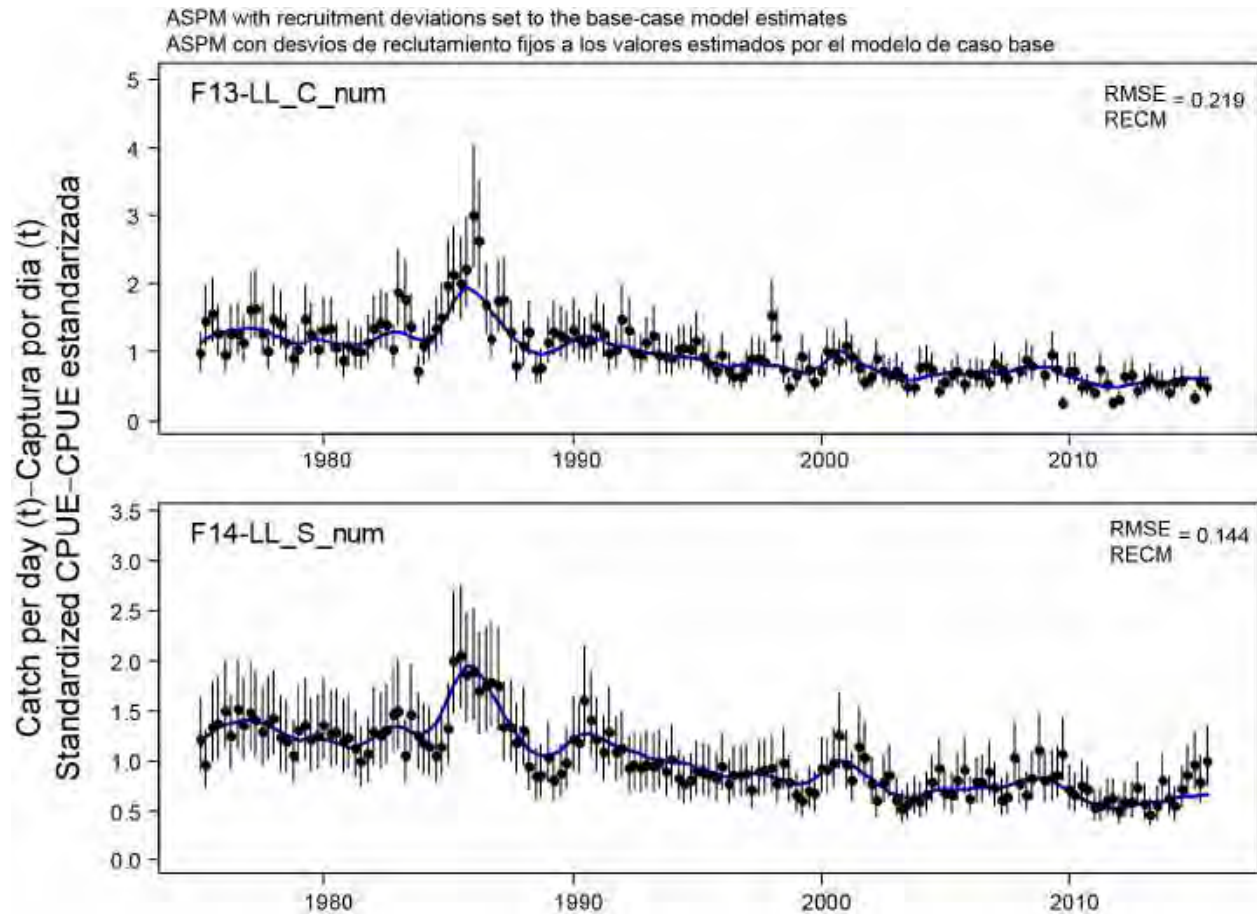 ASPM with recruitment deviations set to the base-case model estimates
ASPM con desvíos de reclutamiento fijos a los valores estimados por el modelo de caso base
Catch per day (t)–Captura por dia (t)
Standardized CPUE–CPUE estandarizada
F13-LL_C_num
RMSE
RECM = 0.219
5
4
3
2
1
0
1980 1990 2000 2010
F14-LL_S_num
RMSE
RECM = 0.144
3.5
3.0
2.5
2.0
1.5
1.0
0.5
0.0
1980 1990 2000 2010